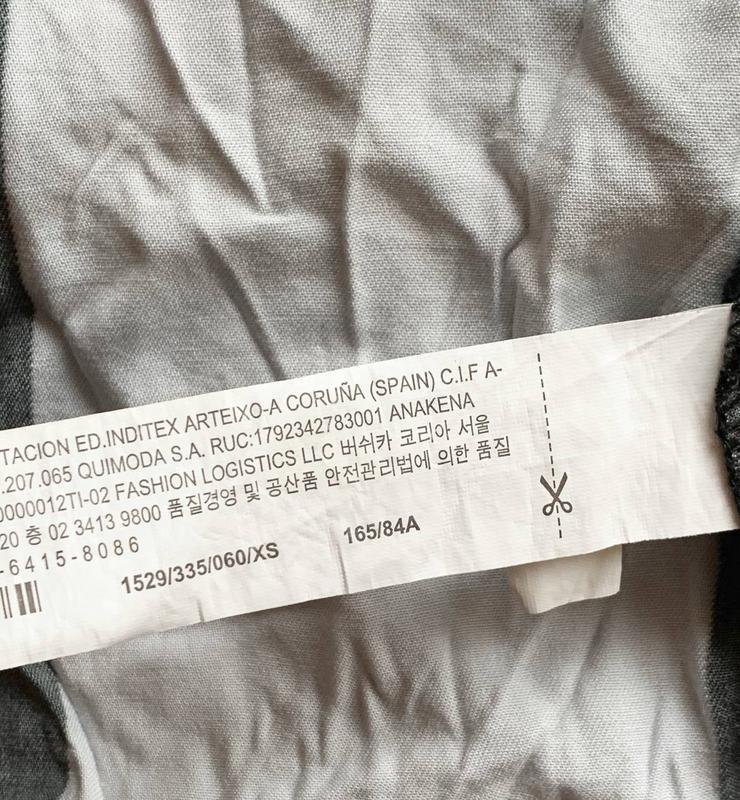 TACION ED.INDITEX ARTEIXO-A CORUÑA (SPAIN) C.I.F A-
.207.065 QUIMODA S.A. RUC:1792342783001 ANAKENA
0000012TI-02 FASHION LOGISTICS LLC 버쉬카 코리아 서울
20 층 02 3413 9800 품질경영 및 공산품 안전관리법에 의한 품질
-6415-8086
1529/335/060/XS 165/84A